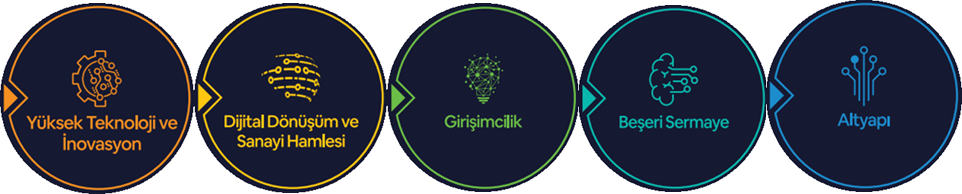 Yüksek Teknoloji ve
İnovasyon
Dijital Dönüşüm ve
Sanayi Hamlesi
Girişimcilik
Beşeri Sermaye
Altyapı